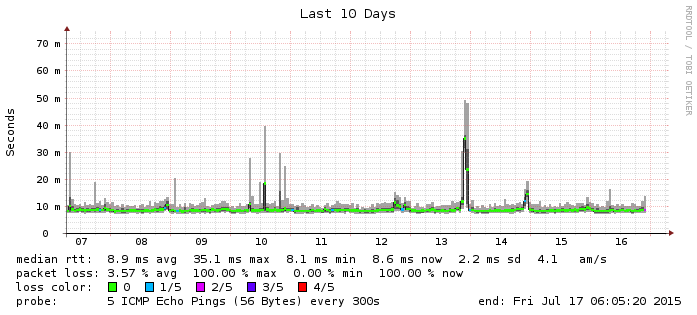 Last 10 Days
RRDTOOL / TOBI OETIKER
Seconds
70 m
60 m
50 m
40 m
30 m
20 m
10 m
0
07 08 09 10 11 12 13 14 15 16
median rtt: 8.9 ms avg 35.1 ms max 8.1 ms min 8.6 ms now 2.2 ms sd 4.1 am/s
packet loss: 3.57 % avg 100.00 % max 0.00 % min 100.00 % now
loss color: 0 1/5 2/5 3/5 4/5
probe: 5 ICMP Echo Pings (56 Bytes) every 300s end: Fri Jul 17 06:05:20 2015